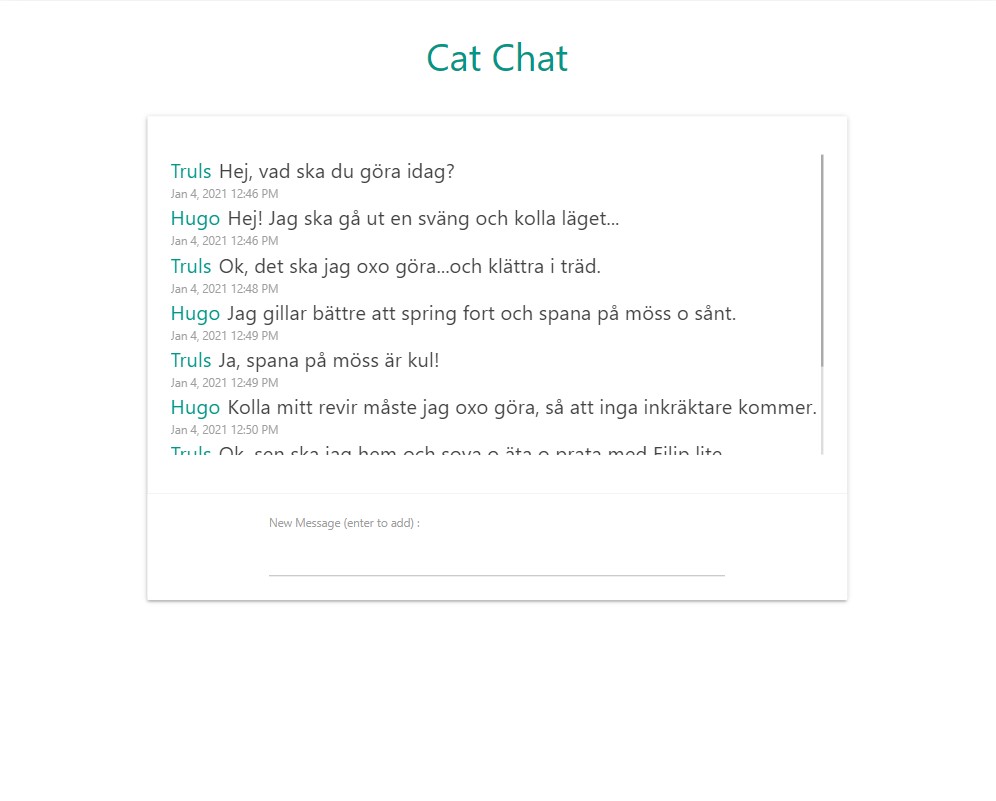 Cat Chat
Truls Hej, vad ska du göra idag?
Jan 4, 2021 12:46 PM
Hugo Hej! Jag ska gå ut en sväng och kolla läget...
Jan 4, 2021 12:46 PM
Truls Ok, det ska jag oxo göra...och klättra i träd.
Jan 4, 2021 12:48 PM
Hugo Jag gillar bättre att spring fort och spana på möss o sånt.
Jan 4, 2021 12:49 PM
Truls Ja, spana på möss är kul!
Jan 4, 2021 12:49 PM
Hugo Kolla mitt revir måste jag oxo göra, så att inga inkräktare kommer.
Jan 4, 2021 12:50 PM
Truls Ok, sen ska jag hem och sova o äta o prata med Filip lite
New Message (enter to add) :